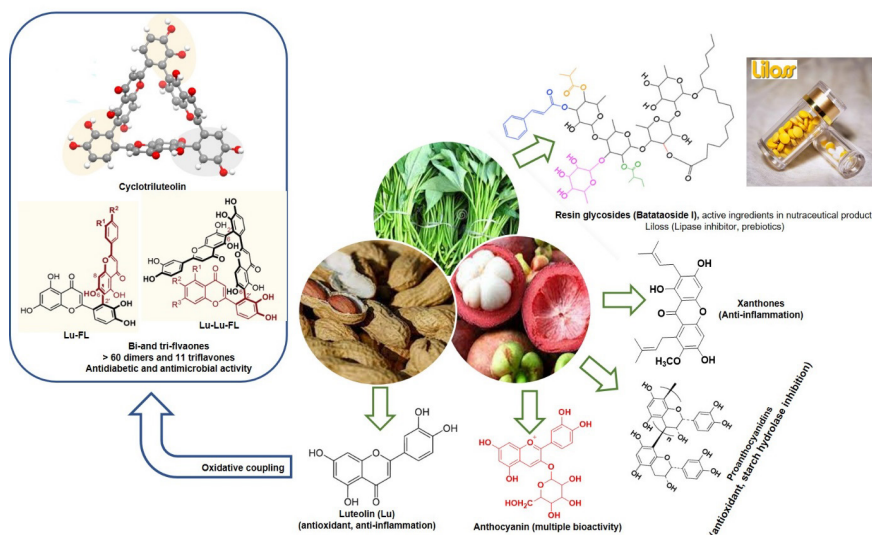 Cyclotriluteolin
Lu-FL
Lu-Lu-FL
Bi-and tri-flvaones
> 60 dimers and 11 triflavones
Antidiabetic and antimicrobial activity
Oxidative coupling
Luteolin (Lu)
(antioxidant, anti-inflammation)
Anthocyanin (multiple bioactivity)
Liloss
Resin glycosides (Batataoside I), active ingredients in nutraceutical product
Liloss (Lipase inhibitor, prebiotics)
Xanthones
(Anti-inflammation)
Proanthocyanidins
(antioxidant, starch hydrolase inhibition)